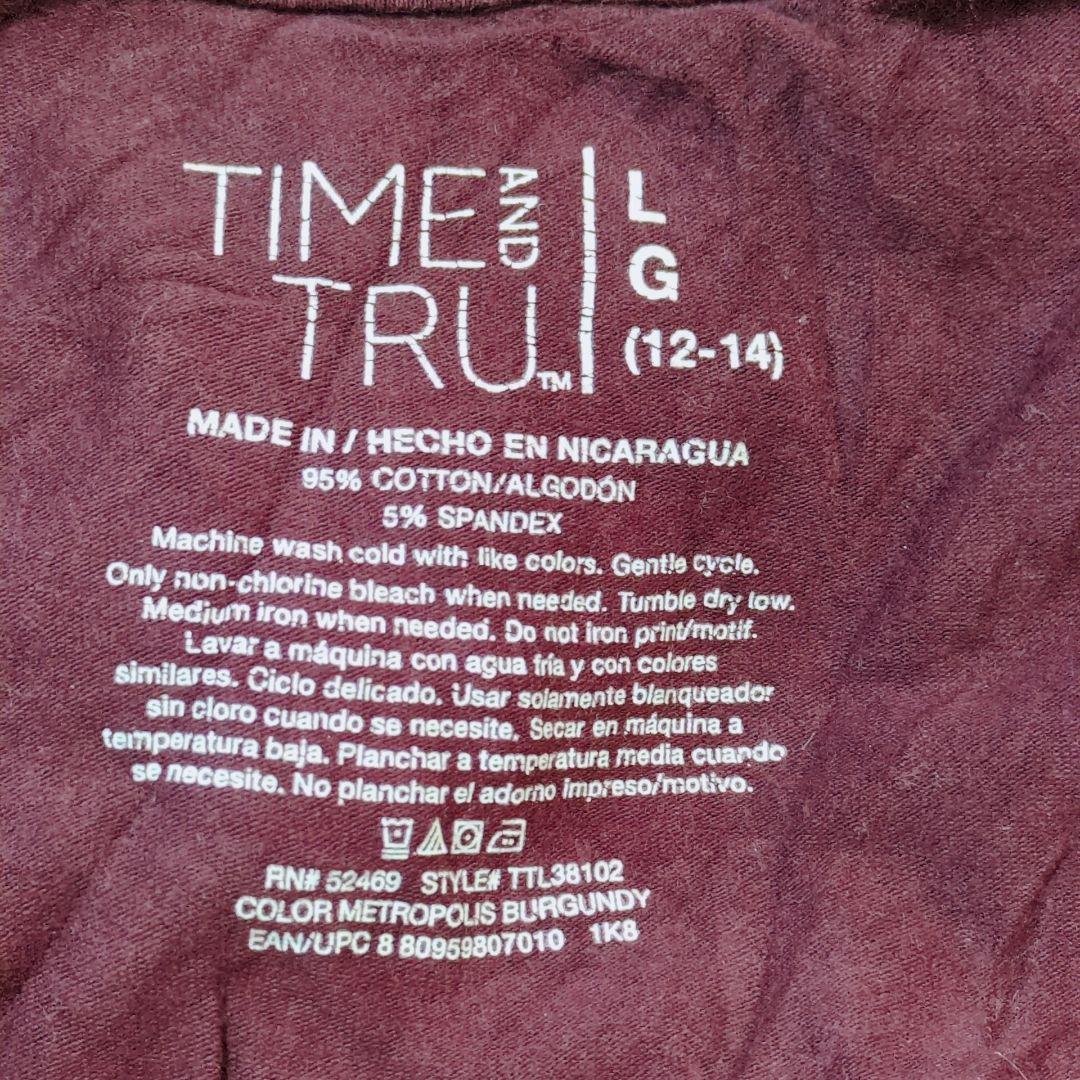 TIME AND
TRU™
L
G
(12-14)
MADE IN / HECHO EN NICARAGUA
95% COTTON/ALGODÓN
5% SPANDEX
Machine wash cold with like colors. Gentle cycle.
Only non-chlorine bleach when needed. Tumble dry low.
Medium iron when needed. Do not iron print/motif.
Lavar a máquina con agua fría y con colores
similares. Ciclo delicado. Usar solamente blanqueador
sin cloro cuando se necesite. Secar en máquina a
temperatura baja. Planchar a temperatura media cuando
se necesite. No planchar el adorno impreso/motivo.
RN# 52469 STYLE# TTL38102
COLOR METROPOLIS BURGUNDY
EAN/UPC 8 80959807010 1K8